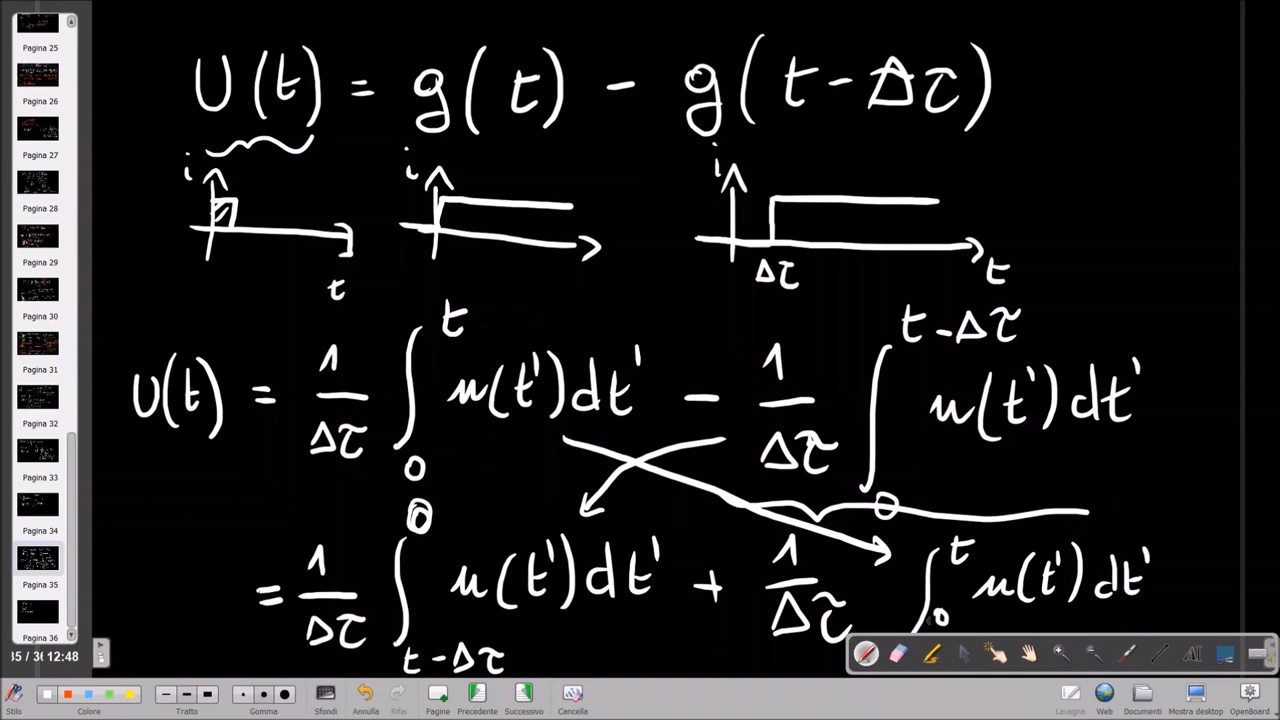 U(t) = g(t) - g(t-Δτ)
i i i
t Δτ t
U(t) = 1/Δτ ∫₀ᵗ u(t')dt' - 1/Δτ ∫₀^(t-Δτ) u(t')dt'
= 1/Δτ ∫_(t-Δτ)^0 u(t')dt' + 1/Δτ ∫₀ᵗ u(t')dt'
Pagina 25
Pagina 26
Pagina 27
Pagina 28
Pagina 29
Pagina 30
Pagina 31
Pagina 32
Pagina 33
Pagina 34
Pagina 35
Pagina 36
12:48
Stilo Colore Tratto Gomma Sfondi Annulla Rifai Pagine Precedente Successivo Cancella Lavagna Web Documenti Mostra desktop OpenBoard